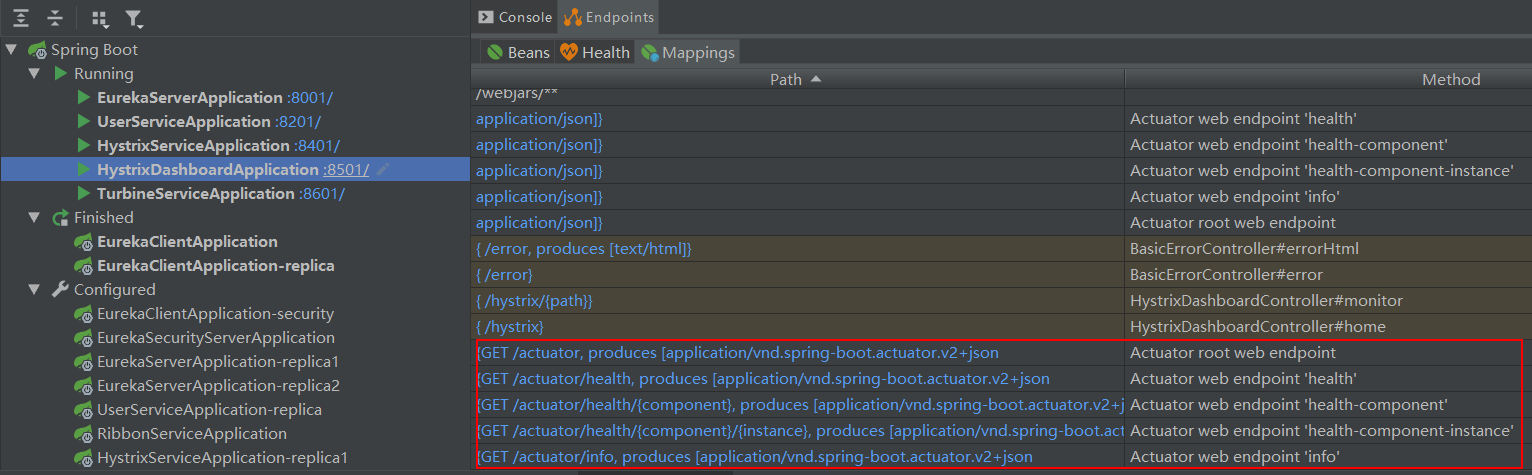 Spring Boot
Running
EurekaServerApplication :8001/
UserServiceApplication :8201/
HystrixServiceApplication :8401/
HystrixDashboardApplication :8501/
TurbineServiceApplication :8601/
Finished
EurekaClientApplication
EurekaClientApplication-replica
Configured
EurekaClientApplication-security
EurekaSecurityServerApplication
EurekaServerApplication-replica1
EurekaServerApplication-replica2
UserServiceApplication-replica
RibbonServiceApplication
HystrixServiceApplication-replica1
Console Endpoints
Beans Health Mappings
Path Method
/webjars/**
application/json]} Actuator web endpoint 'health'
application/json]} Actuator web endpoint 'health-component'
application/json]} Actuator web endpoint 'health-component-instance'
application/json]} Actuator web endpoint 'info'
application/json]} Actuator root web endpoint
{ /error, produces [text/html]} BasicErrorController#errorHtml
{ /error} BasicErrorController#error
{ /hystrix/{path}} HystrixDashboardController#monitor
{ /hystrix} HystrixDashboardController#home
{GET /actuator, produces [application/vnd.spring-boot.actuator.v2+json Actuator root web endpoint
{GET /actuator/health, produces [application/vnd.spring-boot.actuator.v2+json Actuator web endpoint 'health'
{GET /actuator/health/{component}, produces [application/vnd.spring-boot.actuator.v2+j Actuator web endpoint 'health-component'
{GET /actuator/health/{component}/{instance}, produces [application/vnd.spring-boot.act Actuator web endpoint 'health-component-instance'
{GET /actuator/info, produces [application/vnd.spring-boot.actuator.v2+json Actuator web endpoint 'info'